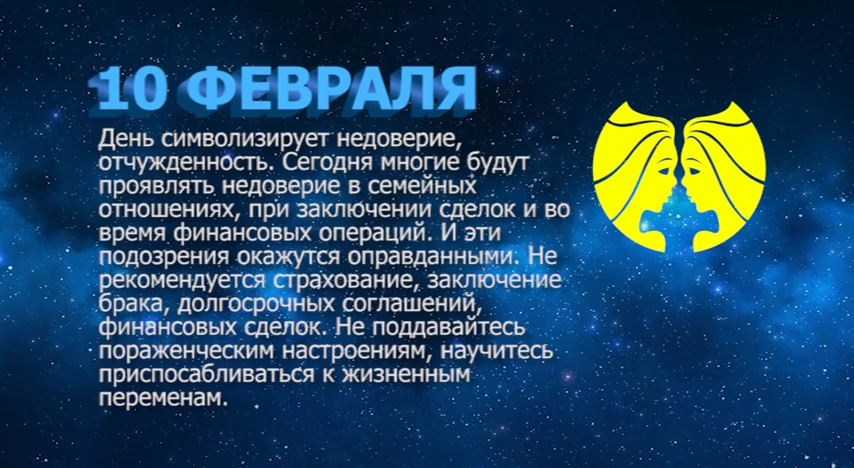 10 ФЕВРАЛЯ
День символизирует недоверие,
отчужденность. Сегодня многие будут
проявлять недоверие в семейных
отношениях, при заключении сделок и во
время финансовых операций. И эти
подозрения окажутся оправданными. Не
рекомендуется страхование, заключение
брака, долгосрочных соглашений,
финансовых сделок. Не поддавайтесь
пораженческим настроениям, научитесь
приспосабливаться к жизненным
переменам.